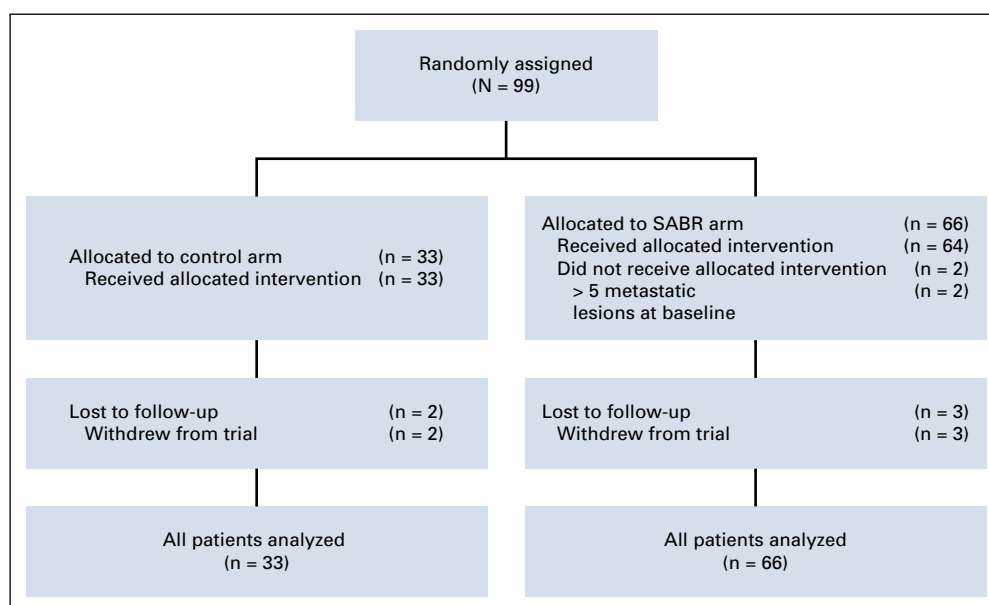 Randomly assigned
(N = 99)
Allocated to control arm (n = 33)
Received allocated intervention (n = 33)
Allocated to SABR arm (n = 66)
Received allocated intervention (n = 64)
Did not receive allocated intervention (n = 2)
> 5 metastatic (n = 2)
lesions at baseline
Lost to follow-up (n = 2)
Withdrew from trial (n = 2)
Lost to follow-up (n = 3)
Withdrew from trial (n = 3)
All patients analyzed
(n = 33)
All patients analyzed
(n = 66)